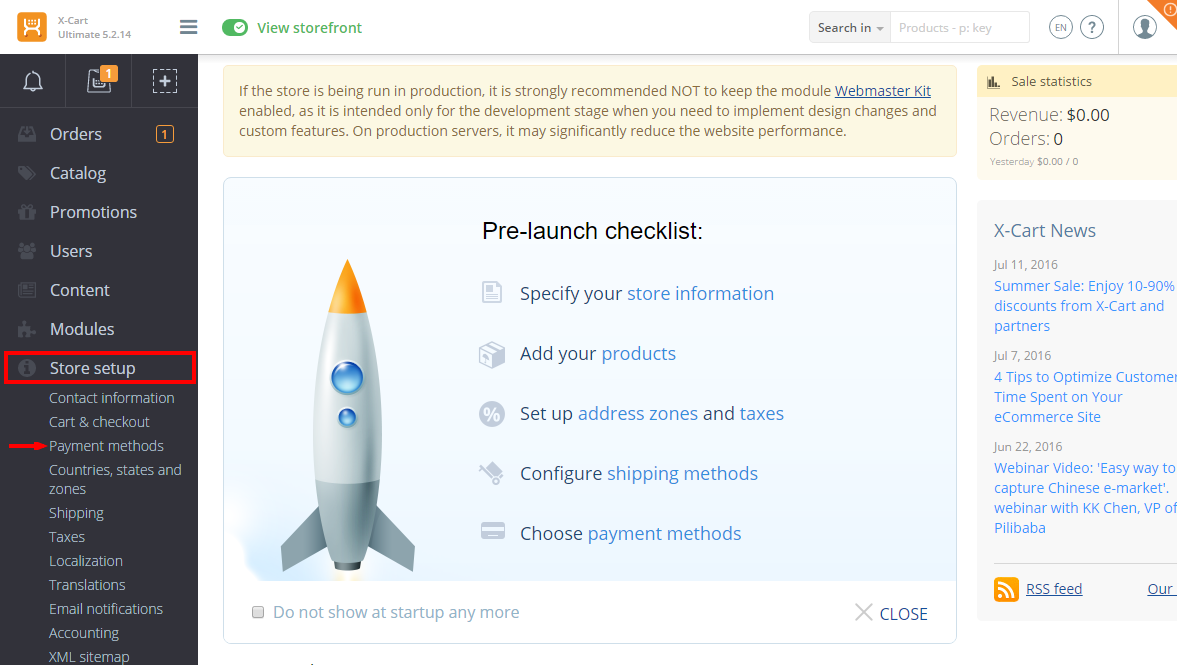 X-Cart
Ultimate 5.2.14
View storefront
Search in
Products - p: key
EN
?
1
Orders 1
Catalog
Promotions
Users
Content
Modules
Store setup
Contact information
Cart & checkout
Payment methods
Countries, states and
zones
Shipping
Taxes
Localization
Translations
Email notifications
Accounting
XML sitemap
If the store is being run in production, it is strongly recommended NOT to keep the module Webmaster Kit
enabled, as it is intended only for the development stage when you need to implement design changes and
custom features. On production servers, it may significantly reduce the website performance.
Pre-launch checklist:
Specify your store information
Add your products
Set up address zones and taxes
Configure shipping methods
Choose payment methods
Do not show at startup any more
CLOSE
Sale statistics
Revenue: $0.00
Orders: 0
Yesterday $0.00 / 0
X-Cart News
Jul 11, 2016
Summer Sale: Enjoy 10-90%
discounts from X-Cart and
partners
Jul 7, 2016
4 Tips to Optimize Customer
Time Spent on Your
eCommerce Site
Jun 22, 2016
Webinar Video: 'Easy way to
capture Chinese e-market'.
webinar with KK Chen, VP of
Pilibaba
RSS feed
Our